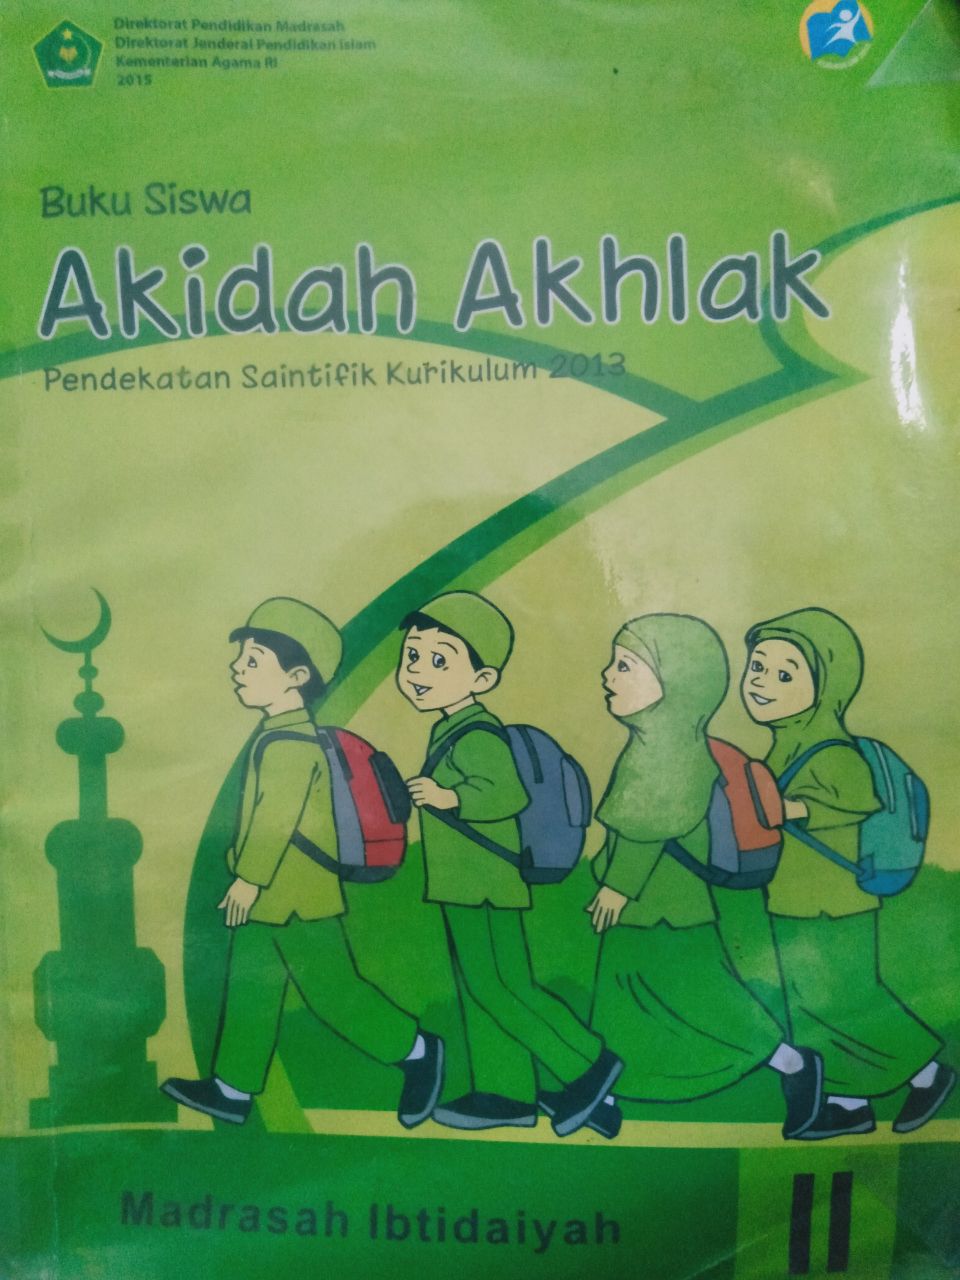 Direktorat Pendidikan Madrasah
Direktorat Jenderal Pendidikan Islam
Kementerian Agama RI
2015
Buku Siswa
Akidah Akhlak
Pendekatan Saintifik Kurikulum 2013
Madrasah Ibtidaiyah
II